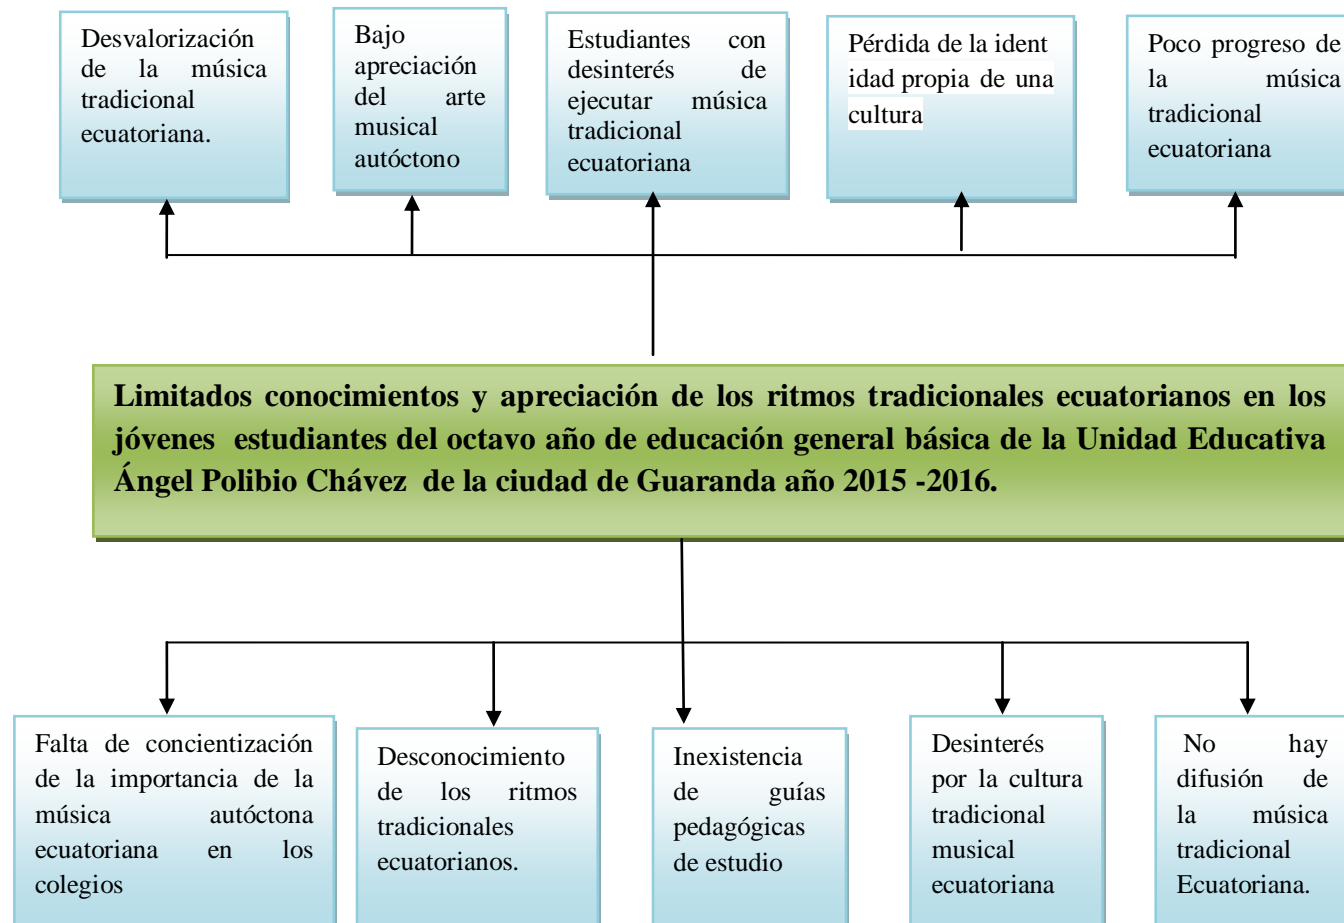 Desvalorización
de la música
tradicional
ecuatoriana.
Bajo
apreciación
del arte
musical
autóctono
Estudiantes con
desinterés de
ejecutar música
tradicional
ecuatoriana
Pérdida de la ident
idad propia de una
cultura
Poco progreso de
la música
tradicional
ecuatoriana
Limitados conocimientos y apreciación de los ritmos tradicionales ecuatorianos en los
jóvenes estudiantes del octavo año de educación general básica de la Unidad Educativa
Ángel Polibio Chávez de la ciudad de Guaranda año 2015 -2016.
Falta de concientización
de la importancia de la
música autóctona
ecuatoriana en los
colegios
Desconocimiento
de los ritmos
tradicionales
ecuatorianos.
Inexistencia
de guías
pedagógicas
de estudio
Desinterés
por la cultura
tradicional
musical
ecuatoriana
No hay
difusión de
la música
tradicional
Ecuatoriana.